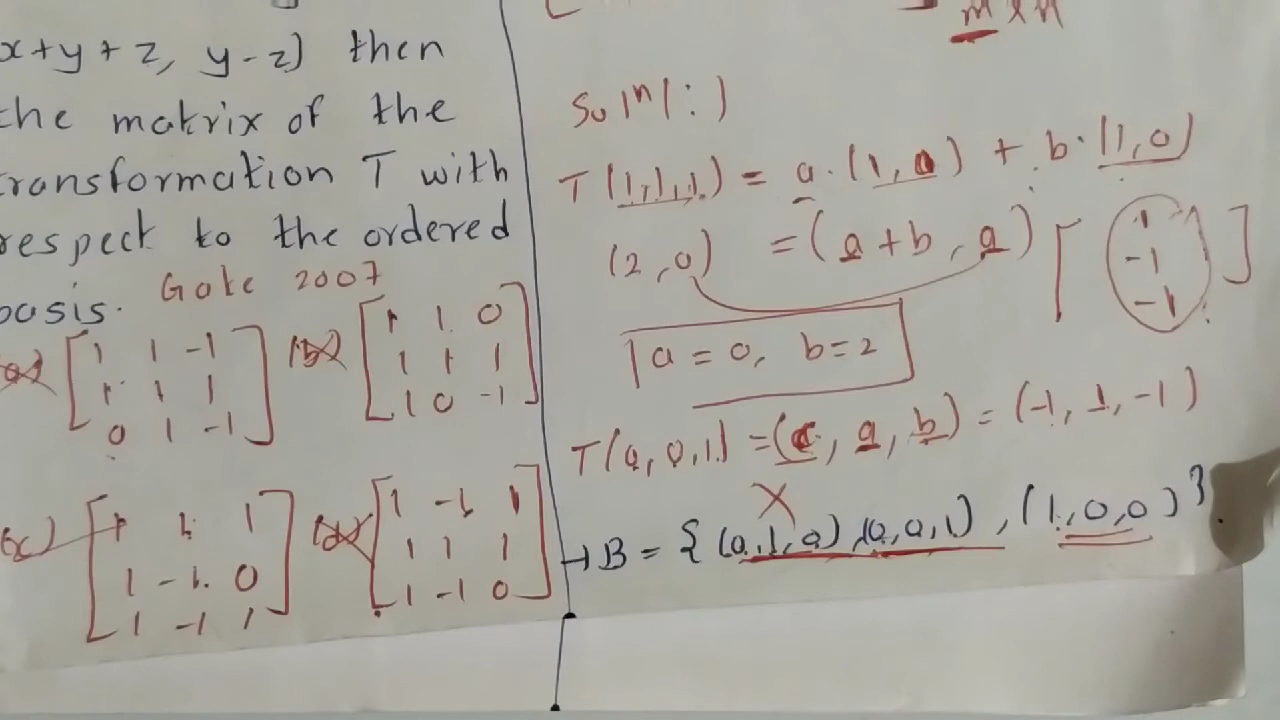 x+y+z, y-z) then
the matrix of the
transformation T with
respect to the ordered
basis. Gate 2007
(a) [1 1 -1
1 1 1
0 1 -1]
(b) [1 1 0
1 1 1
1 0 -1]
(c) [1 1 1
1 -1 0
1 -1 1]
(d) [1 -1 1
1 1 1
1 -1 0]
m×n
Soln(:)
T(1,1,1) = a.(1,0) + b.(1,0)
(2,0) = (a+b, a) [1
-1
-1]
a=0, b=2
T(0,0,1) = (c, a, b) = (-1, 1, -1)
X
→B = {(0,1,0),(0,0,1),(1,0,0)}.